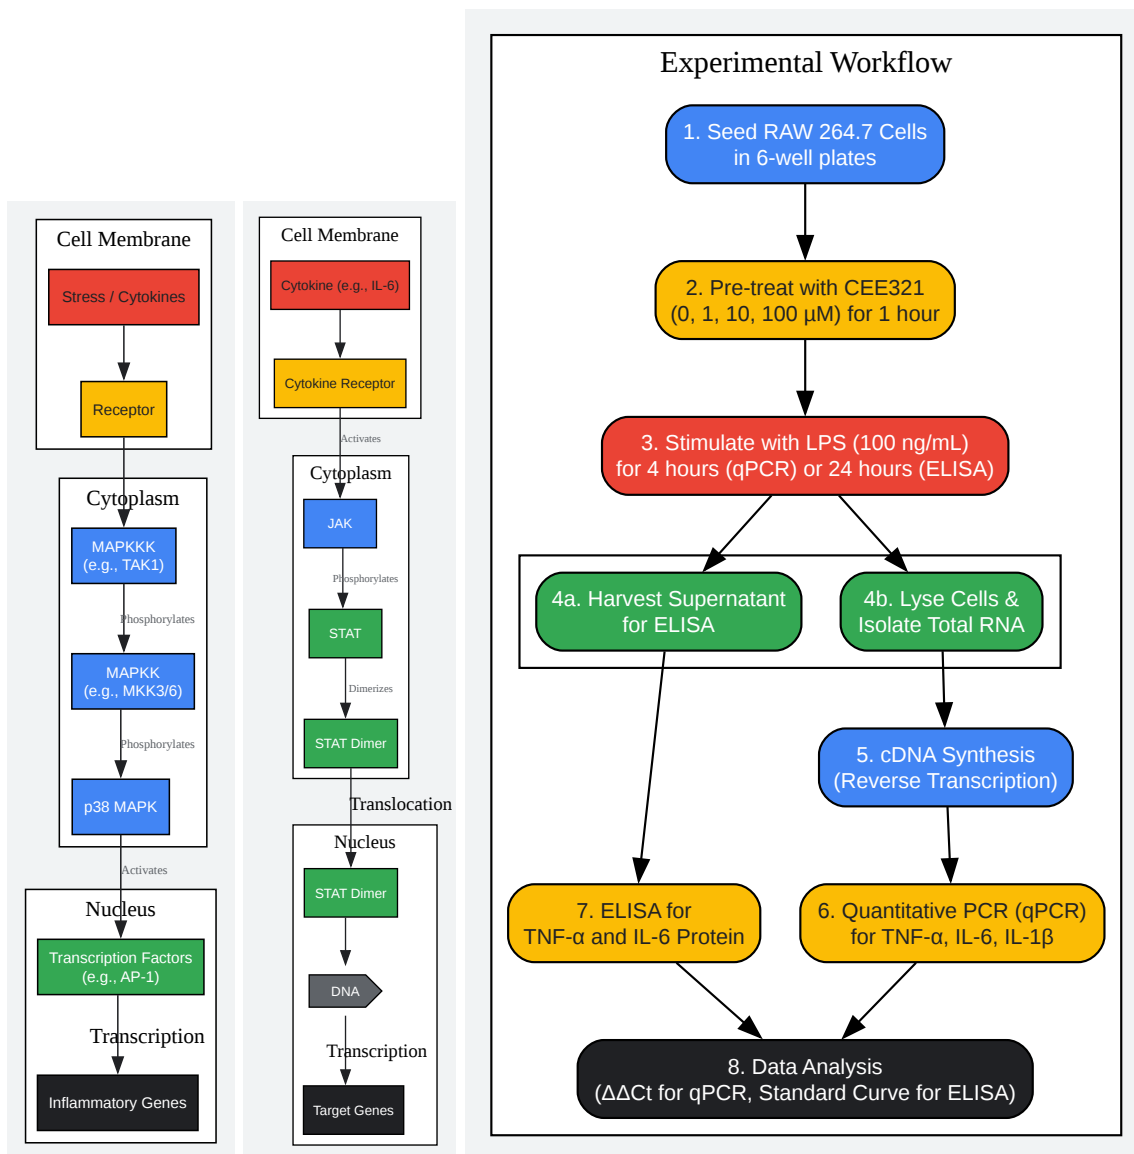 Cell Membrane
Stress / Cytokines
Receptor
Cytoplasm
MAPKKK
(e.g., TAK1)
Phosphorylates
MAPKK
(e.g., MKK3/6)
Phosphorylates
p38 MAPK
Activates
Nucleus
Transcription Factors
(e.g., AP-1)
Transcription
Inflammatory Genes
Cell Membrane
Cytokine (e.g., IL-6)
Cytokine Receptor
Activates
Cytoplasm
JAK
Phosphorylates
STAT
Dimerizes
STAT Dimer
Translocation
Nucleus
STAT Dimer
DNA
Transcription
Target Genes
Experimental Workflow
1. Seed RAW 264.7 Cells
in 6-well plates
2. Pre-treat with CEE321
(0, 1, 10, 100 µM) for 1 hour
3. Stimulate with LPS (100 ng/mL)
for 4 hours (qPCR) or 24 hours (ELISA)
4a. Harvest Supernatant
for ELISA
4b. Lyse Cells &
Isolate Total RNA
5. cDNA Synthesis
(Reverse Transcription)
7. ELISA for
TNF-α and IL-6 Protein
6. Quantitative PCR (qPCR)
for TNF-α, IL-6, IL-1β
8. Data Analysis
(ΔΔCt for qPCR, Standard Curve for ELISA)